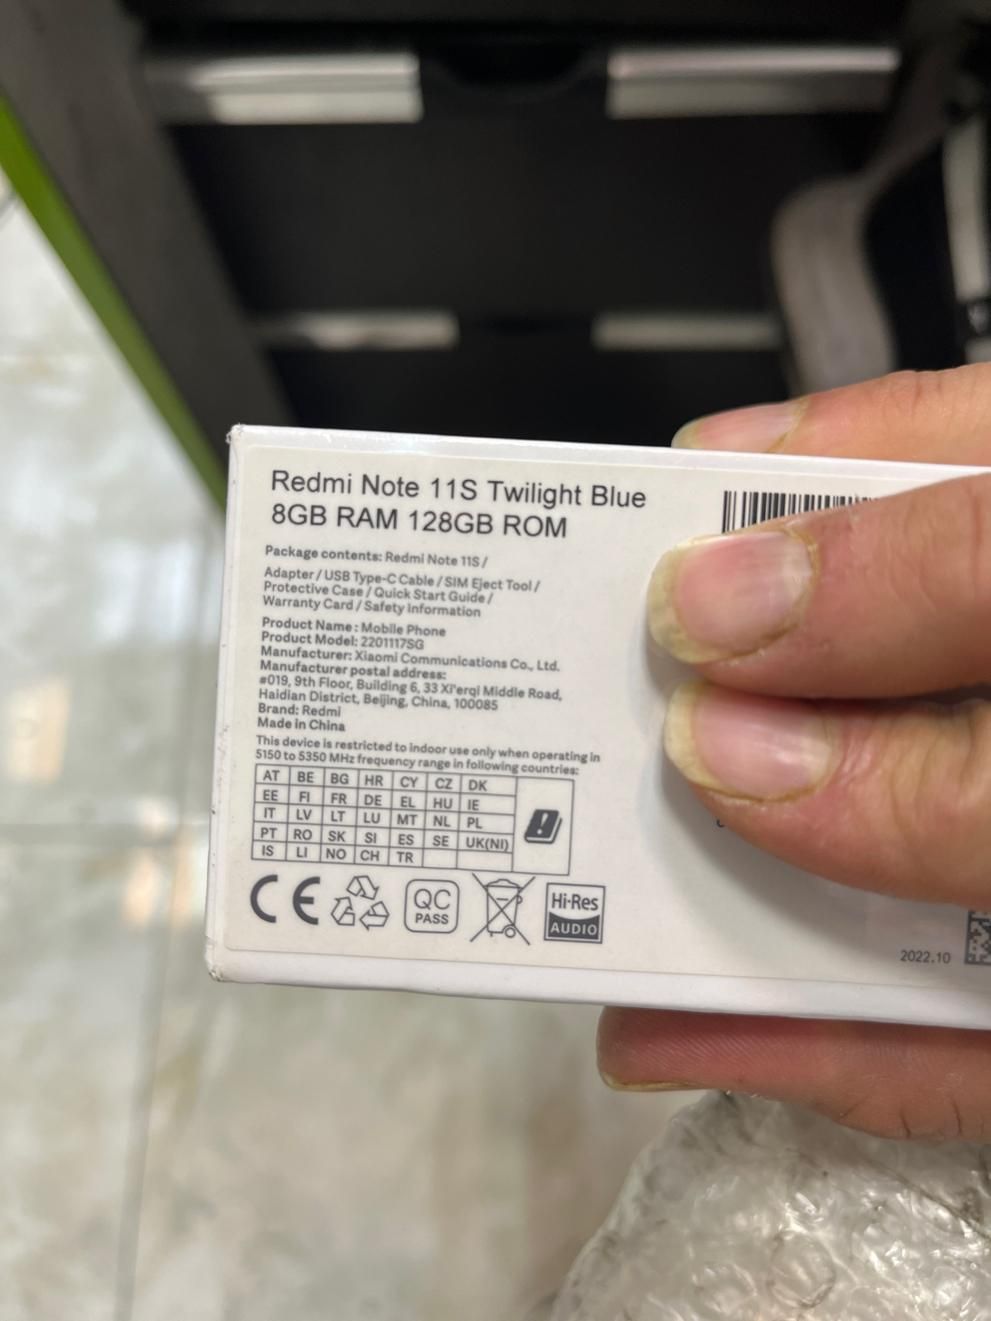 Redmi Note 11S Twilight Blue
8GB RAM 128GB ROM
Package contents: Redmi Note 11S /
Adapter / USB Type-C Cable / SIM Eject Tool /
Protective Case / Quick Start Guide /
Warranty Card / Safety Information
Product Name : Mobile Phone
Product Model: 2201117SG
Manufacturer: Xiaomi Communications Co., Ltd.
Manufacturer postal address:
#019, 9th Floor, Building 6, 33 Xi'erqi Middle Road,
Haidian District, Beijing, China, 100085
Brand: Redmi
Made in China
This device is restricted to indoor use only when operating in
5150 to 5350 MHz frequency range in following countries:
AT BE BG HR CY CZ DK
EE FI FR DE EL HU IE
IT LV LT LU MT NL PL
PT RO SK SI ES SE UK(NI)
IS LI NO CH TR
CE
QC
PASS
Hi-Res
AUDIO
2022.10